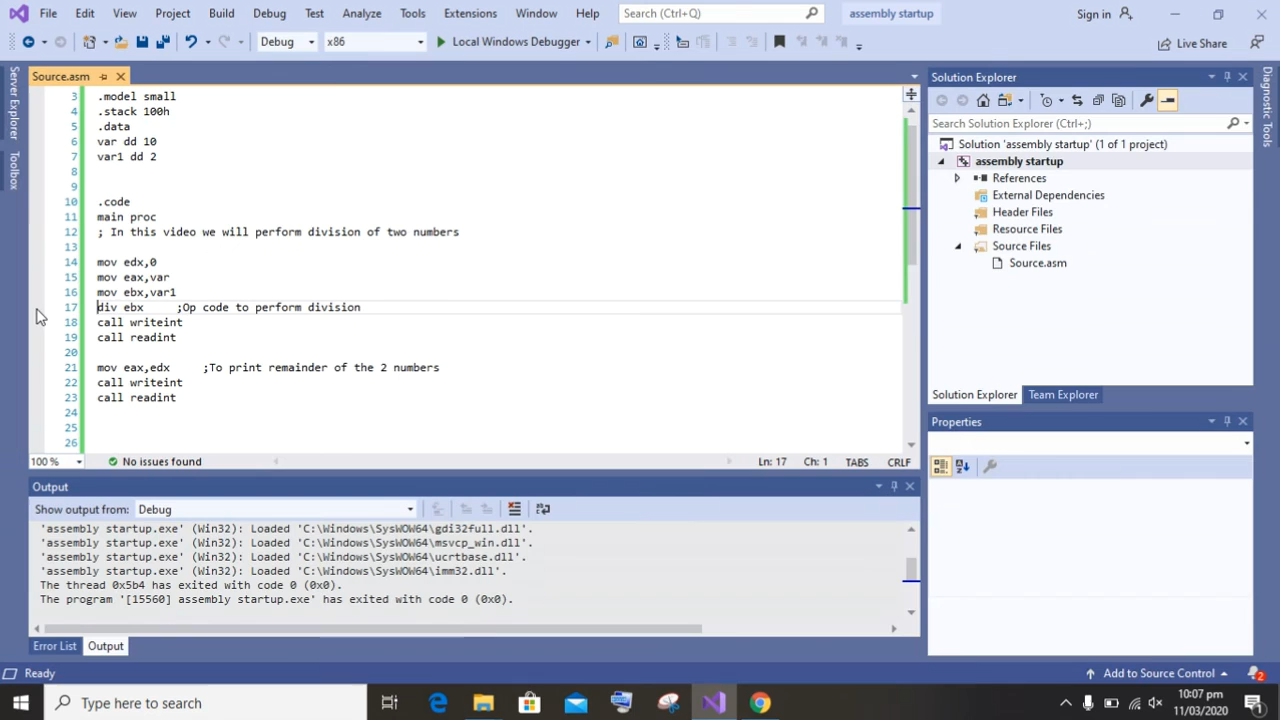 File Edit View Project Build Debug Test Analyze Tools Extensions Window Help Search (Ctrl+Q) assembly startup Sign in
Debug x86 Local Windows Debugger Live Share
Server Explorer
Toolbox
Source.asm
3 .model small
4 .stack 100h
5 .data
6 var dd 10
7 var1 dd 2
8
9
10 .code
11 main proc
12 ; In this video we will perform division of two numbers
13
14 mov edx,0
15 mov eax,var
16 mov ebx,var1
17 div ebx ;Op code to perform division
18 call writeint
19 call readint
20
21 mov eax,edx ;To print remainder of the 2 numbers
22 call writeint
23 call readint
24
25
26
100 % No issues found Ln: 17 Ch: 1 TABS CRLF
Output
Show output from: Debug
'assembly startup.exe' (Win32): Loaded 'C:\Windows\SysWOW64\gdi32full.dll'.
'assembly startup.exe' (Win32): Loaded 'C:\Windows\SysWOW64\msvcp_win.dll'.
'assembly startup.exe' (Win32): Loaded 'C:\Windows\SysWOW64\ucrtbase.dll'.
'assembly startup.exe' (Win32): Loaded 'C:\Windows\SysWOW64\imm32.dll'.
The thread 0x5b4 has exited with code 0 (0x0).
The program '[15560] assembly startup.exe' has exited with code 0 (0x0).
Error List Output
Solution Explorer
Search Solution Explorer (Ctrl+;)
Solution 'assembly startup' (1 of 1 project)
assembly startup
References
External Dependencies
Header Files
Resource Files
Source Files
Source.asm
Solution Explorer Team Explorer
Properties
Diagnostic Tools
Ready Add to Source Control 2
Type here to search
10:07 pm
11/03/2020
1